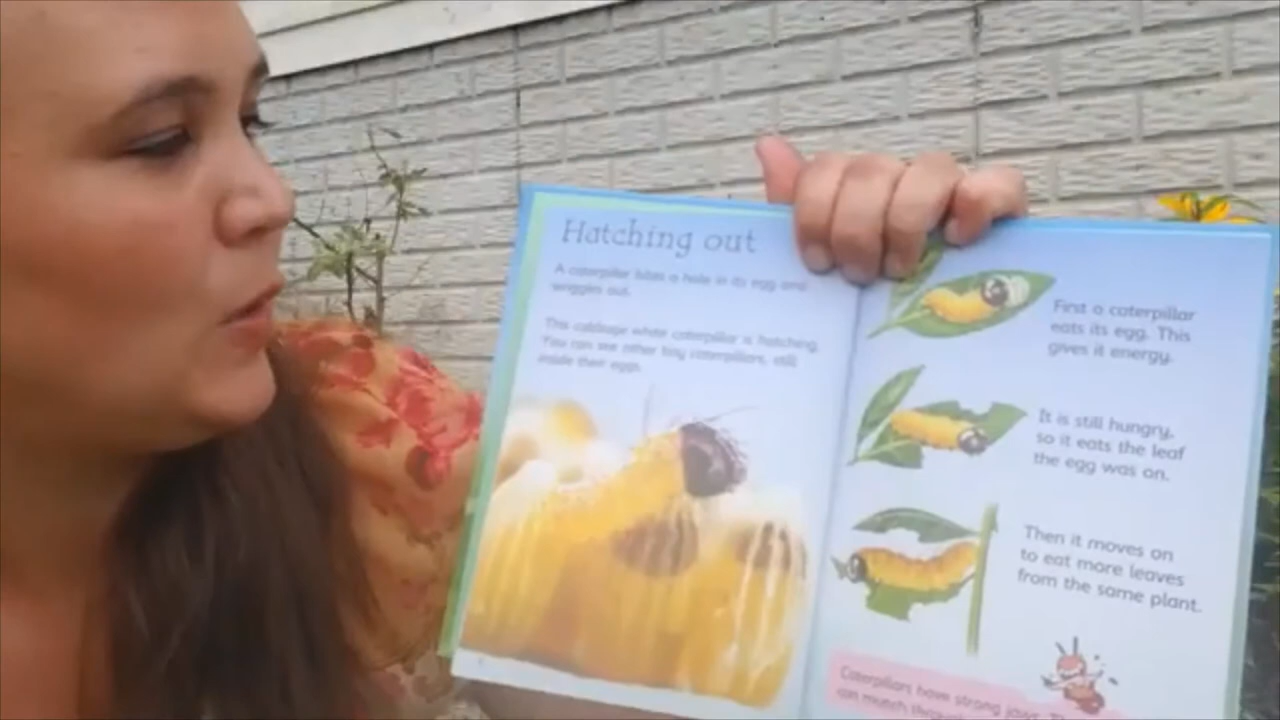 Hatching out
A caterpillar bites a hole in its egg and
wriggles out.
This cabbage white caterpillar is hatching.
You can see other tiny caterpillars, still
inside their eggs.
First a caterpillar
eats its egg. This
gives it energy.
It is still hungry,
so it eats the leaf
the egg was on.
Then it moves on
to eat more leaves
from the same plant.
Caterpillars have strong jaws.
can munch